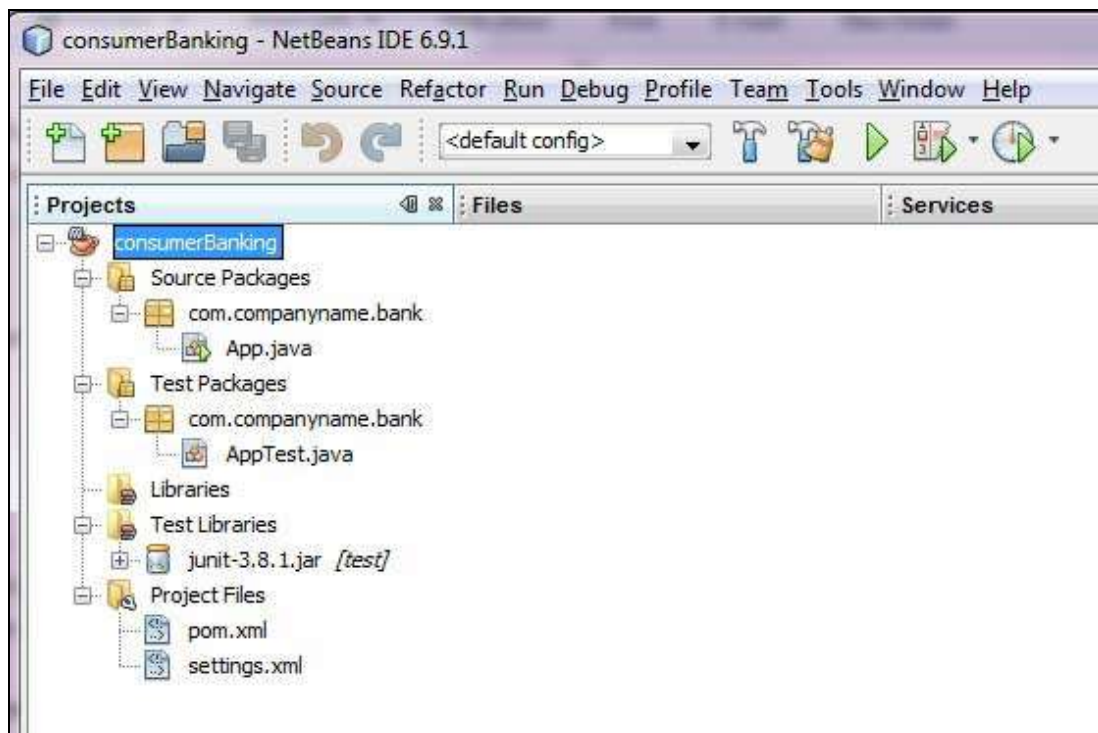 consumerBanking - NetBeans IDE 6.9.1
File Edit View Navigate Source Refactor Run Debug Profile Team Tools Window Help
<default config>
Projects Files Services
consumerBanking
Source Packages
com.companyname.bank
App.java
Test Packages
com.companyname.bank
AppTest.java
Libraries
Test Libraries
junit-3.8.1.jar [test]
Project Files
pom.xml
settings.xml